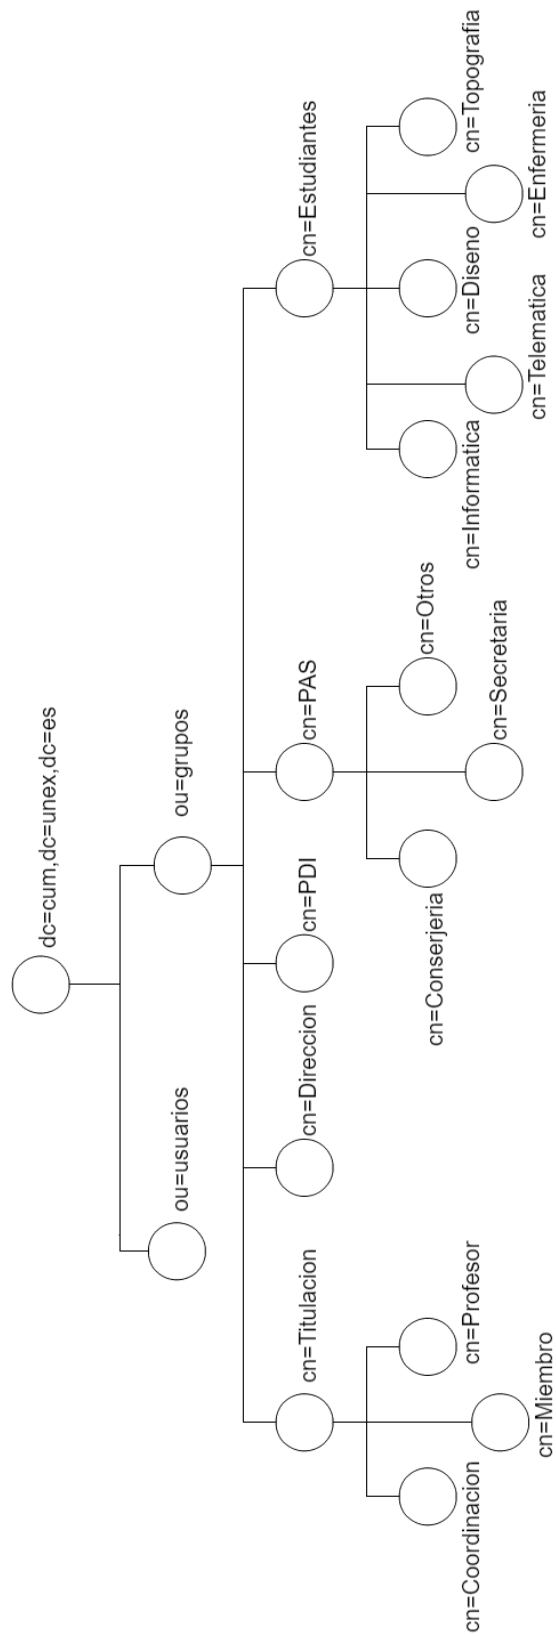 dc=cum,dc=unex,dc=es
ou=usuarios
ou=grupos
cn=Titulacion
cn=Direccion
cn=PDI
cn=PAS
cn=Estudiantes
cn=Coordinacion
cn=Miembro
cn=Profesor
cn=Conserjeria
cn=Secretaria
cn=Otros
cn=Informatica
cn=Telematica
cn=Diseno
cn=Enfermeria
cn=Topografia